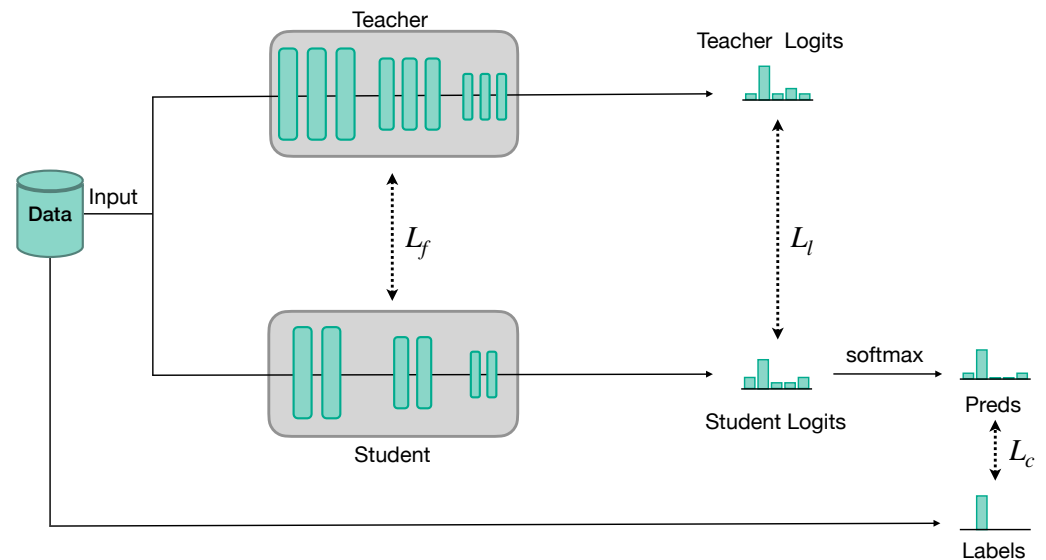 Teacher
Teacher Logits
Input
Data
L_f
L_l
softmax
Student Logits
Preds
Student
L_c
Labels